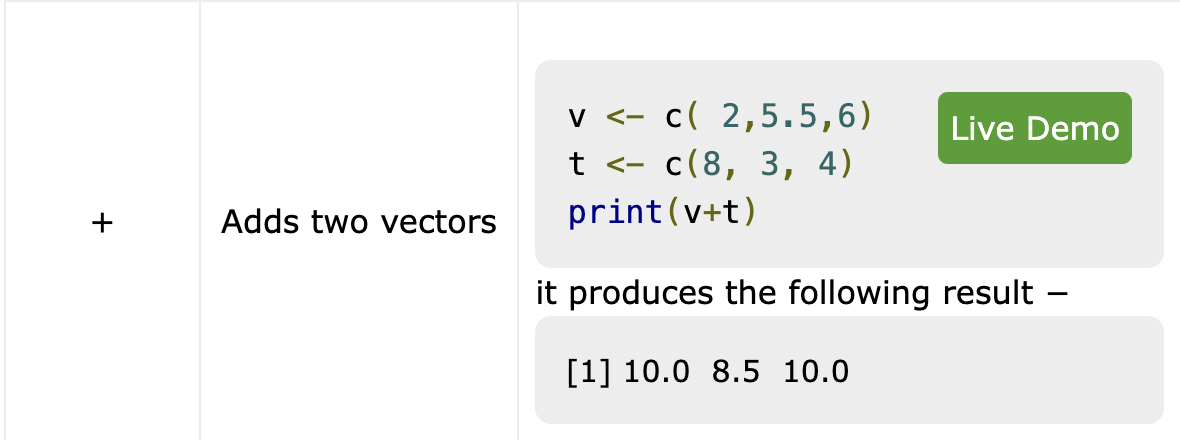 +
Adds two vectors
v <- c( 2,5.5,6)
Live Demo
t <- c(8, 3, 4)
print(v+t)
it produces the following result −
[1] 10.0  8.5  10.0